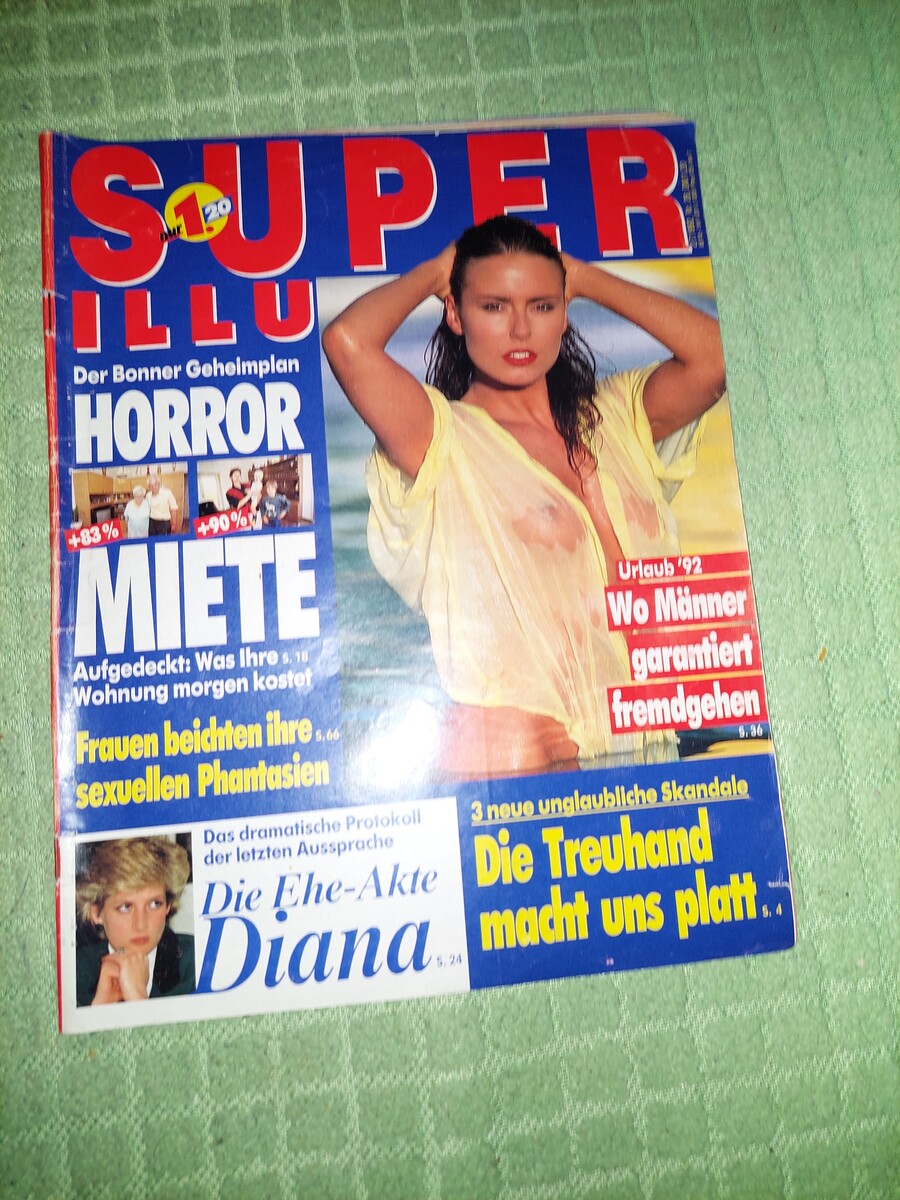 SUPER
nur 1.20
ILLU
Der Bonner Geheimplan
HORROR
+83%
+90%
MIETE
Aufgedeckt: Was Ihre S. 10
Wohnung morgen kostet
Frauen beichten ihre S. 66
sexuellen Phantasien
Urlaub '92
Wo Männer
garantiert
fremdgehen
S. 36
Das dramatische Protokoll
der letzten Aussprache
Die Ehe-Akte
Diana S. 24
3 neue unglaubliche Skandale
Die Treuhand
macht uns platt S. 4